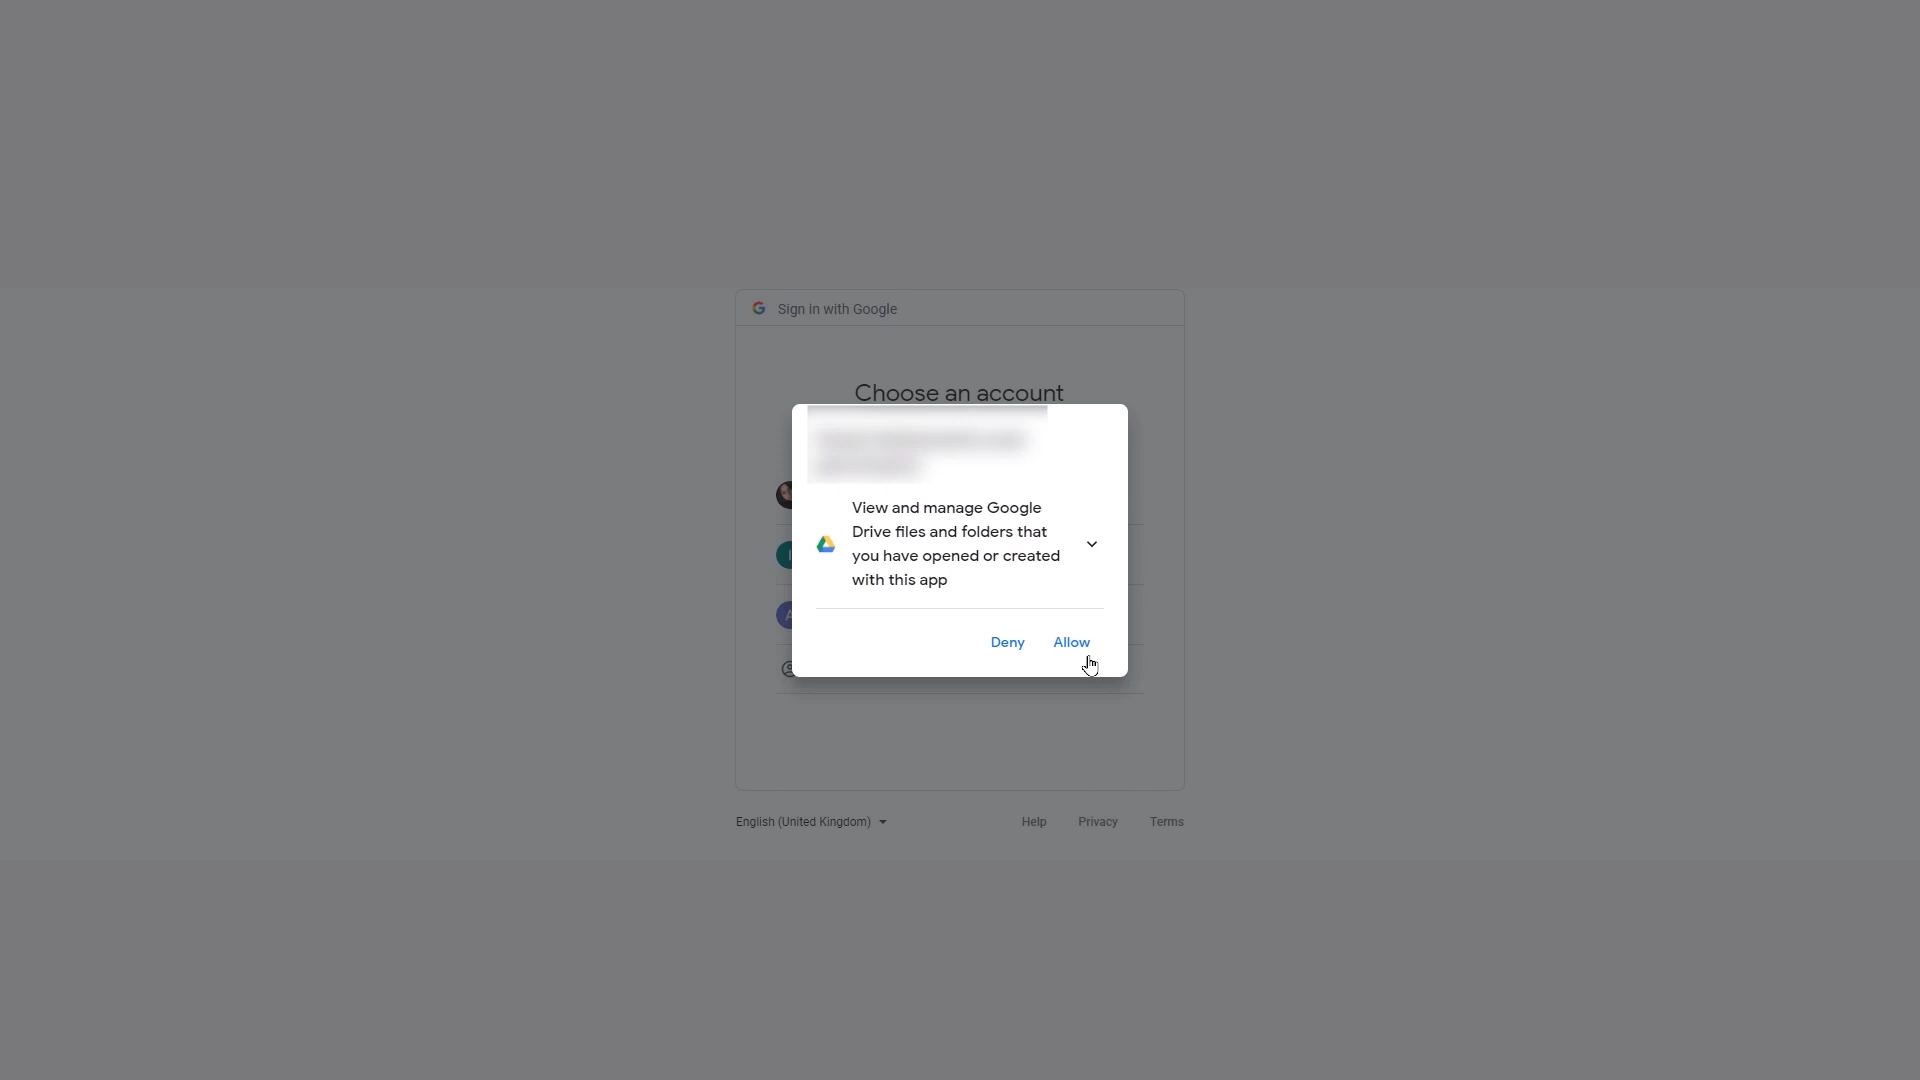 Sign in with Google
Choose an account
View and manage Google
Drive files and folders that
you have opened or created
with this app
Deny
Allow
English (United Kingdom)
Help
Privacy
Terms